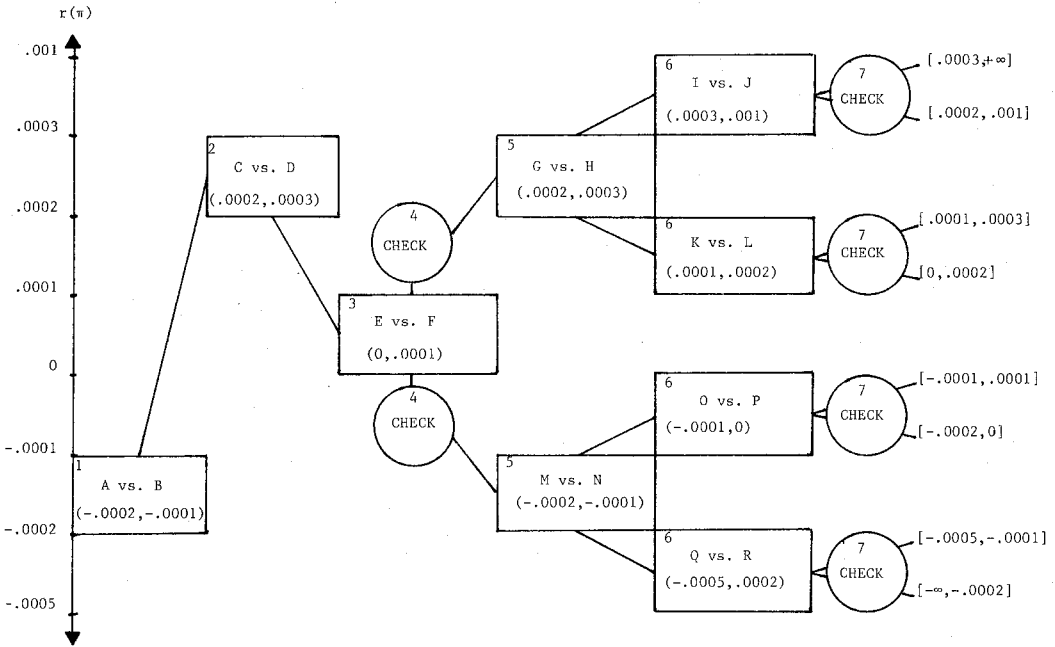 r(π)
.001
.0003
.0002
.0001
0
-.0001
-.0002
-.0005
1
A vs. B
(-.0002,-.0001)
2
C vs. D
(.0002,.0003)
3
E vs. F
(0,.0001)
4
CHECK
4
CHECK
5
G vs. H
(.0002,.0003)
5
M vs. N
(-.0002,-.0001)
6
I vs. J
(.0003,.001)
6
K vs. L
(.0001,.0002)
6
O vs. P
(-.0001,0)
6
Q vs. R
(-.0005,.0002)
7
CHECK
[.0003,+∞]
[.0002,.001]
7
CHECK
[.0001,.0003]
[0,.0002]
7
CHECK
[-.0001,.0001]
[-.0002,0]
7
CHECK
[-.0005,-.0001]
[-∞,-.0002]